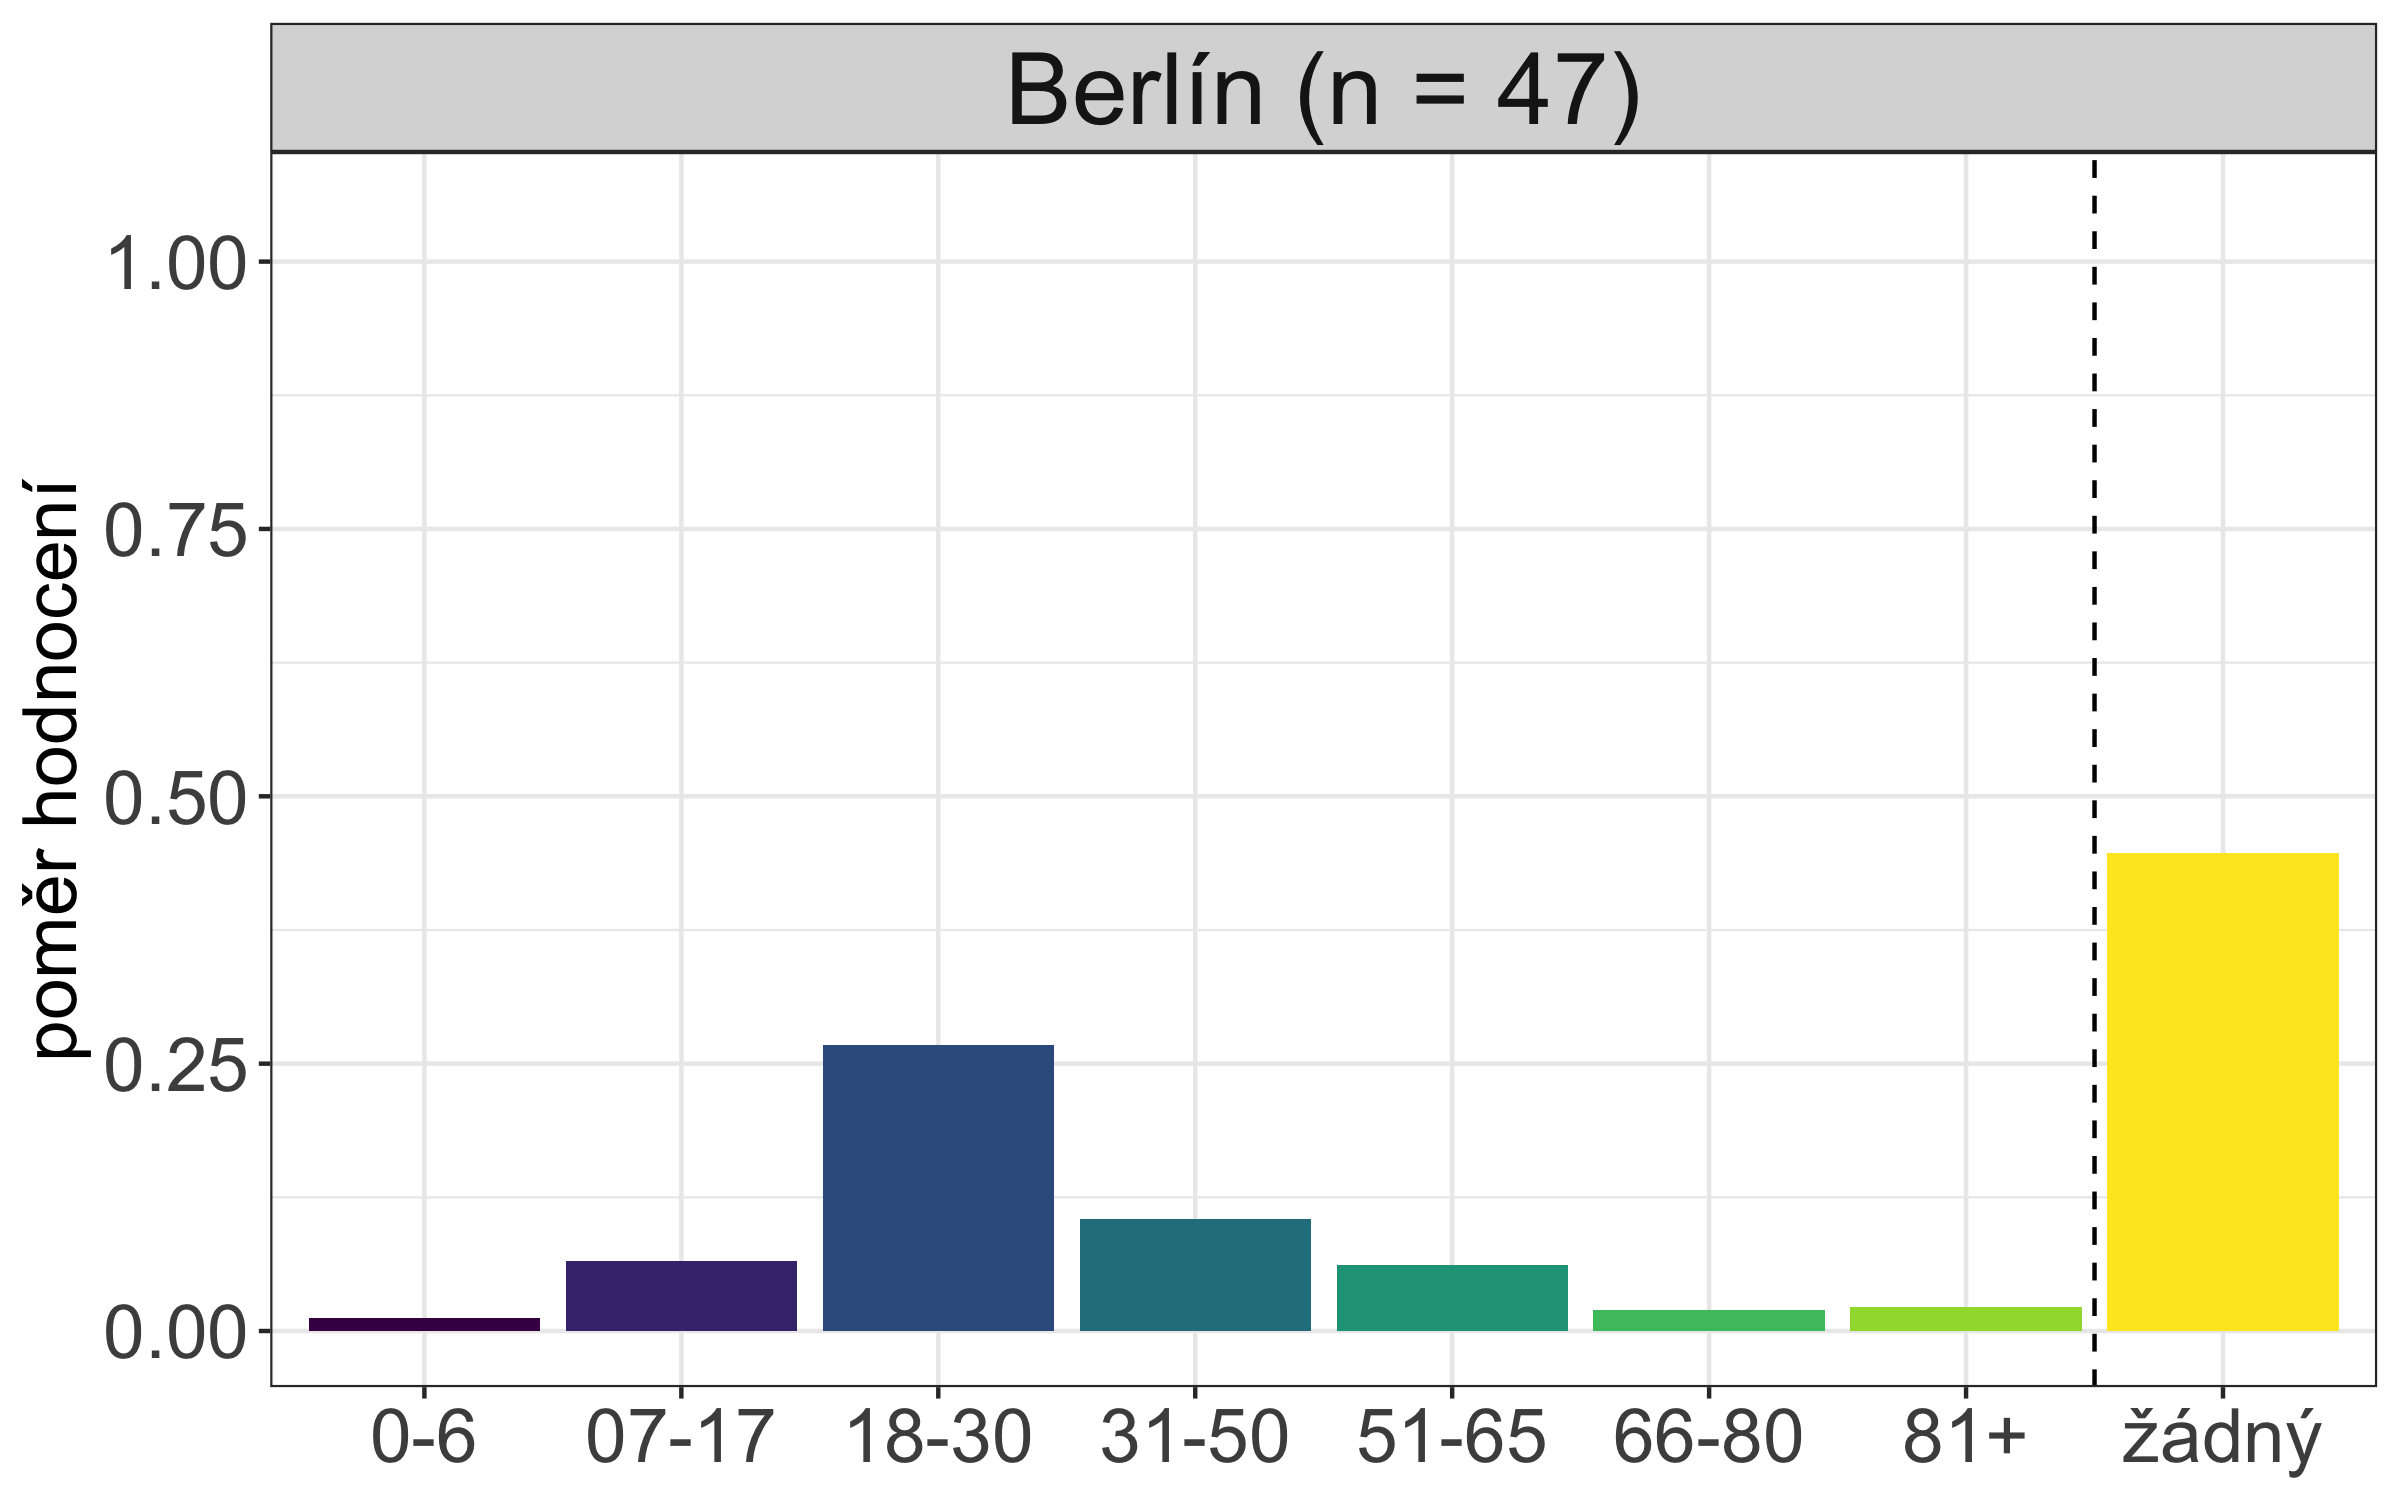 Berlín (n = 47)
poměr hodnocení
1.00
0.75
0.50
0.25
0.00
0-6 07-17 18-30 31-50 51-65 66-80 81+ žádný